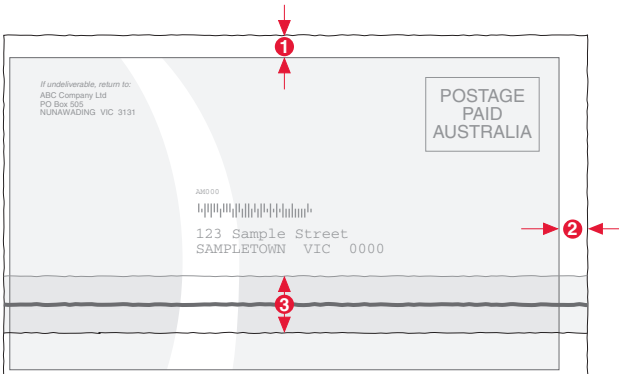 1
If undeliverable, return to:
ABC Company Ltd
PO Box 505
NUNAWADING VIC 3131
POSTAGE
PAID
AUSTRALIA
AM000
123 Sample Street
SAMPLETOWN VIC 0000
2
3